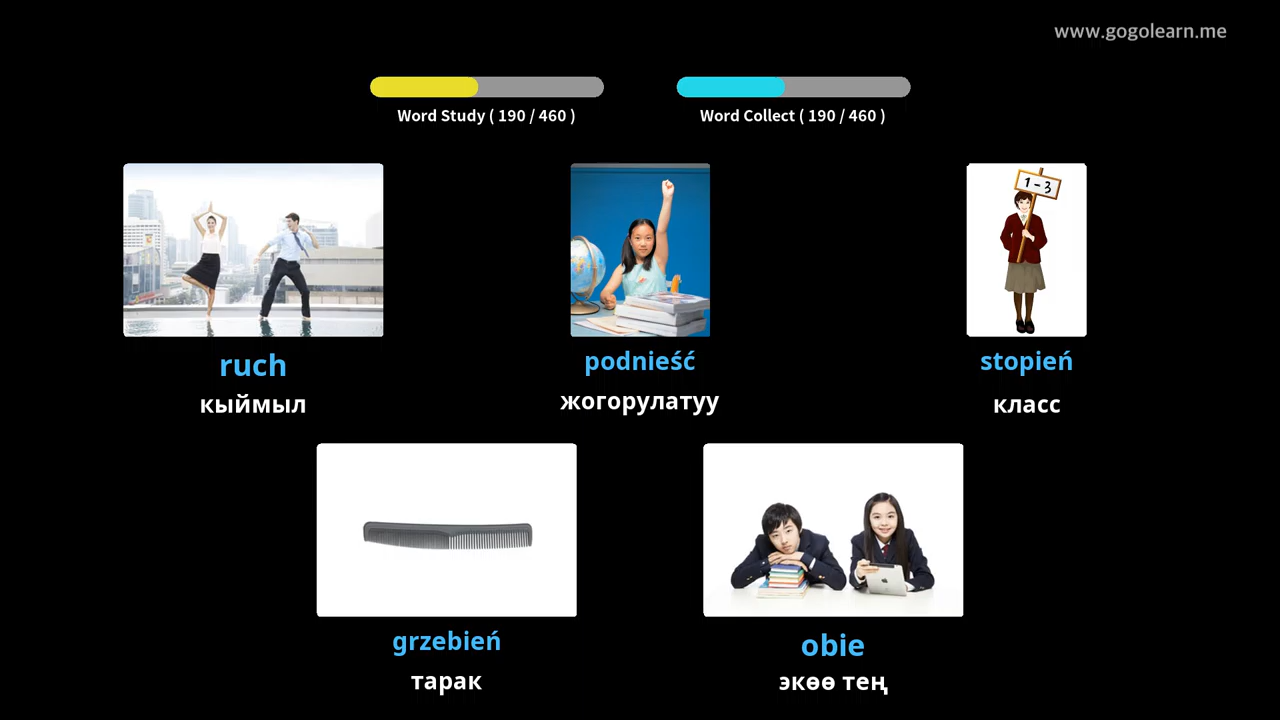 www.gogolearn.me
Word Study ( 190 / 460 )
Word Collect ( 190 / 460 )
1 - 3
ruch
кыймыл
podnieść
жогорулатуу
stopień
класс
grzebień
тарак
obie
экөө тең